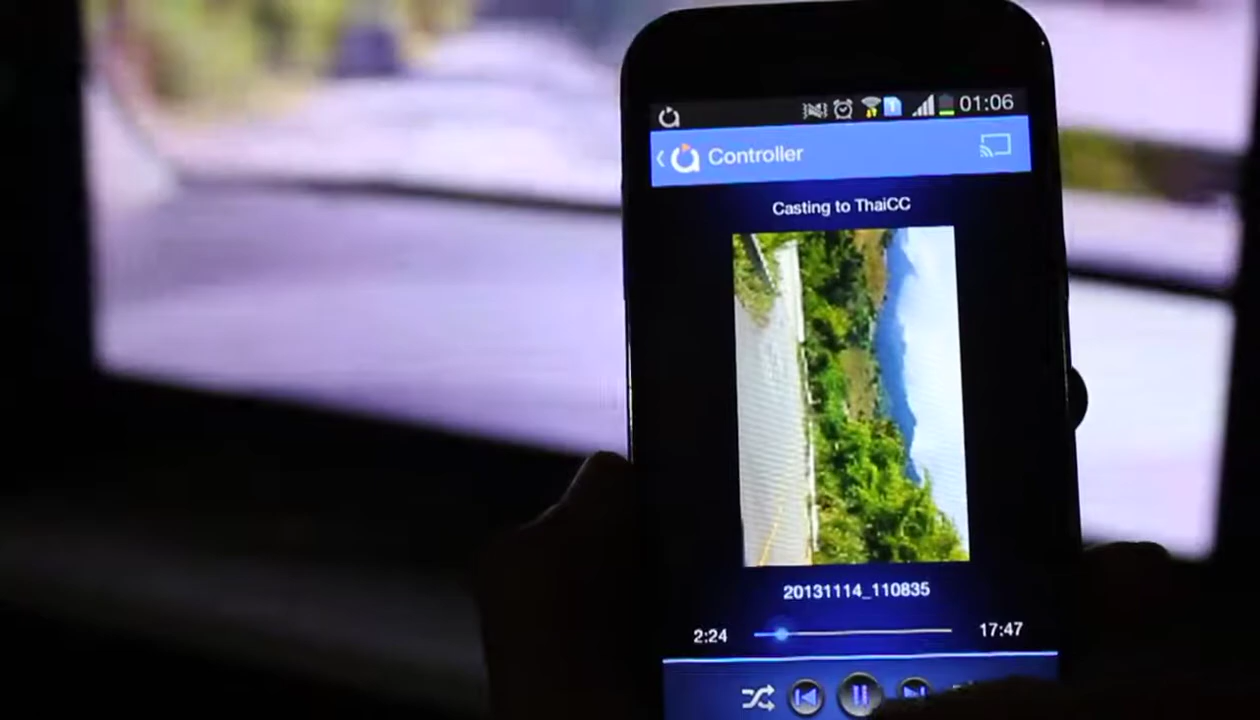 01:06
Controller
Casting to ThaiCC
20131114_110835
2:24
17:47